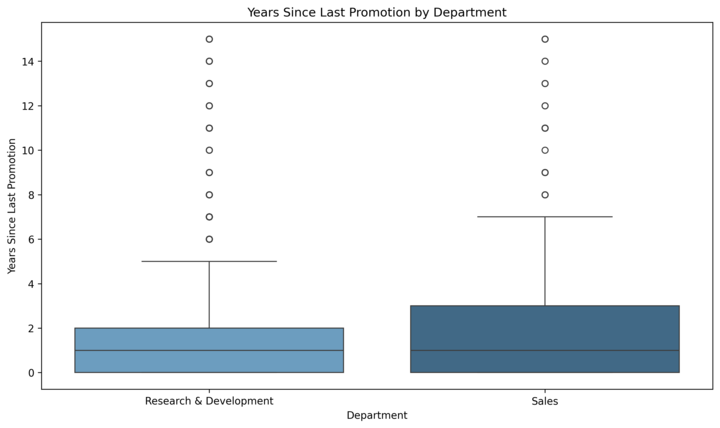 Years Since Last Promotion by Department
Years Since Last Promotion
14
12
10
8
6
4
2
0
Research & Development
Sales
Department